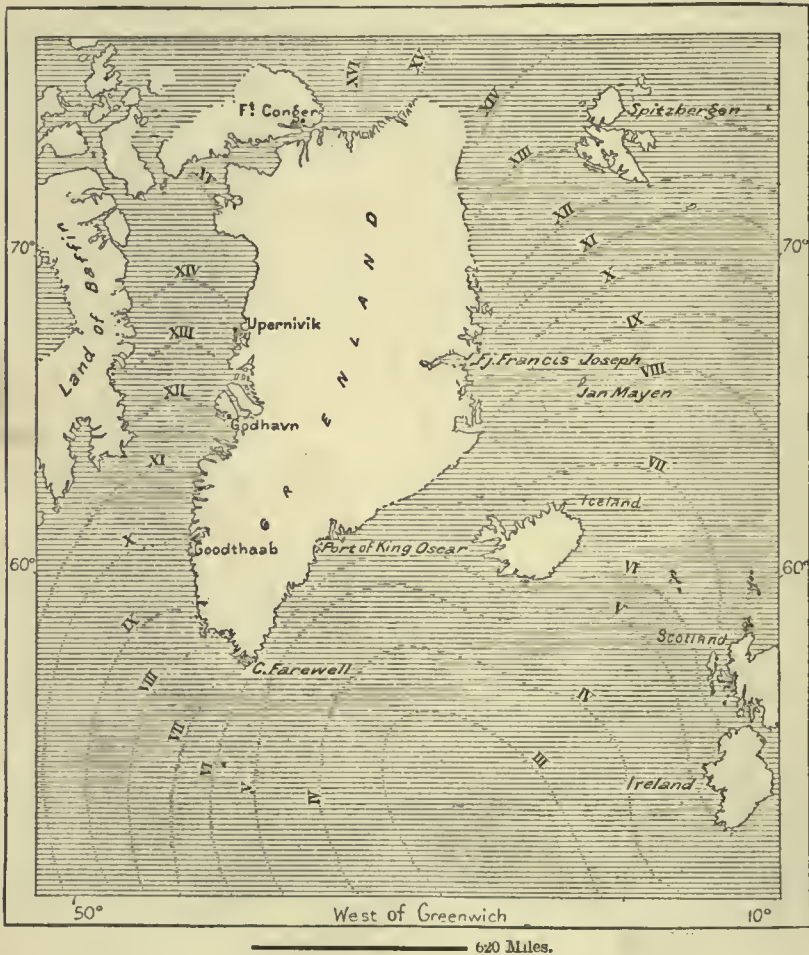 XVI
XV
XIV
Ft. Conger
Spitzbergen
XIII
XV
XII
XI
X
70°
70°
Land of Baffin
XIV
XIII
XII
XI
Upernivik
GREENLAND
IX
Fj. Francis Joseph
VIII
Jan Mayen
Godhavn
VII
Iceland
X
Goodthaab
Port of King Oscar
60°
60°
VI
V
IX
Scotland
C. Farewell
VIII
IV
VII
VI
V
IV
III
Ireland
50°
West of Greenwich
10°
620 Miles.